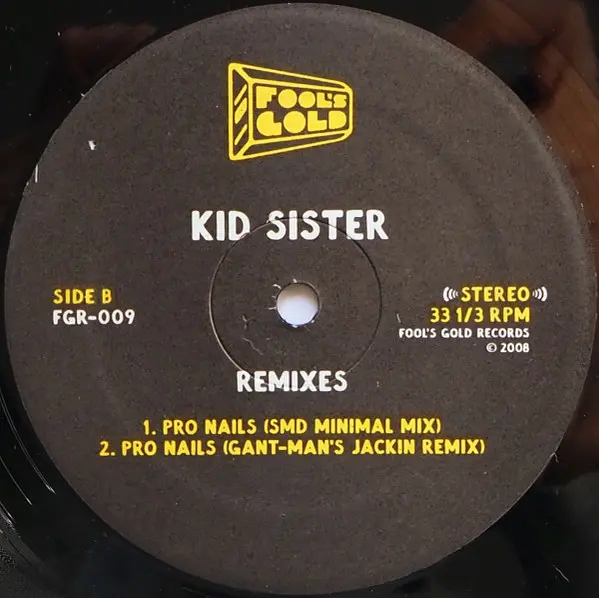 FOOL'S
GOLD
KID SISTER
SIDE B
FGR-009
((( STEREO )))
33 1/3 RPM
FOOL'S GOLD RECORDS
© 2008
REMIXES
1. PRO NAILS (SMD MINIMAL MIX)
2. PRO NAILS (GANT-MAN'S JACKIN REMIX)